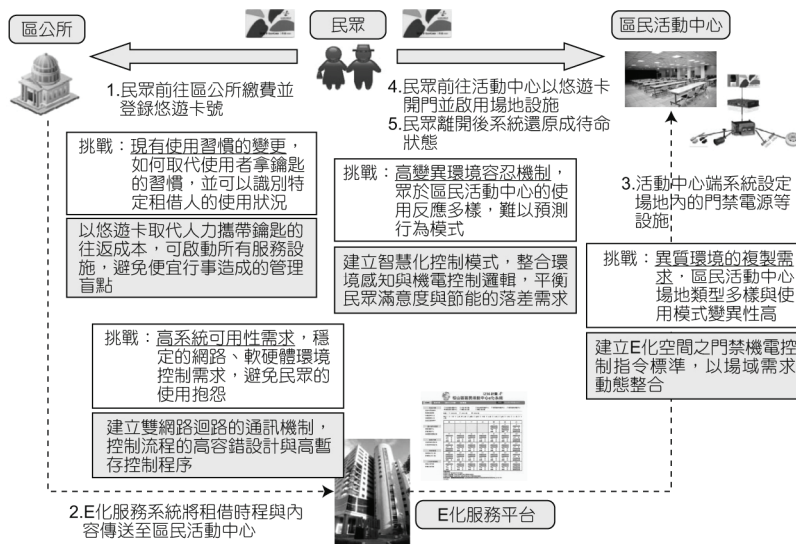 區公所
民眾
區民活動中心
1.民眾前往區公所繳費並
登錄悠遊卡號
4.民眾前往活動中心以悠遊卡
開門並啟用場地設施
5.民眾離開後系統還原成待命
狀態
挑戰：現有使用習慣的變更，
如何取代使用者拿鑰匙
的習慣，並可以識別特
定租借人的使用狀況
以悠遊卡取代人力攜帶鑰匙的
往返成本，可啟動所有服務設
施，避免便宜行事造成的管理
盲點
挑戰：高變異環境容忍機制，
眾於區民活動中心的使
用反應多樣，難以預測
行為模式
建立智慧化控制模式，整合環
境感知與機電控制邏輯，平衡
民眾滿意度與節能的落差需求
3.活動中心端系統設定
場地內的門禁電源等
設施
挑戰：異質環境的複製需
求，區民活動中心
場地類型多樣與使
用模式變異性高
建立E化空間之門禁機電控
制指令標準，以場域需求
動態整合
挑戰：高系統可用性需求，穩
定的網路、軟硬體環境
控制需求，避免民眾的
使用抱怨
建立雙網路迴路的通訊機制，
控制流程的高容錯設計與高暫
存控制程序
2.E化服務系統將租借時程與內
容傳送至區民活動中心
E化服務平台